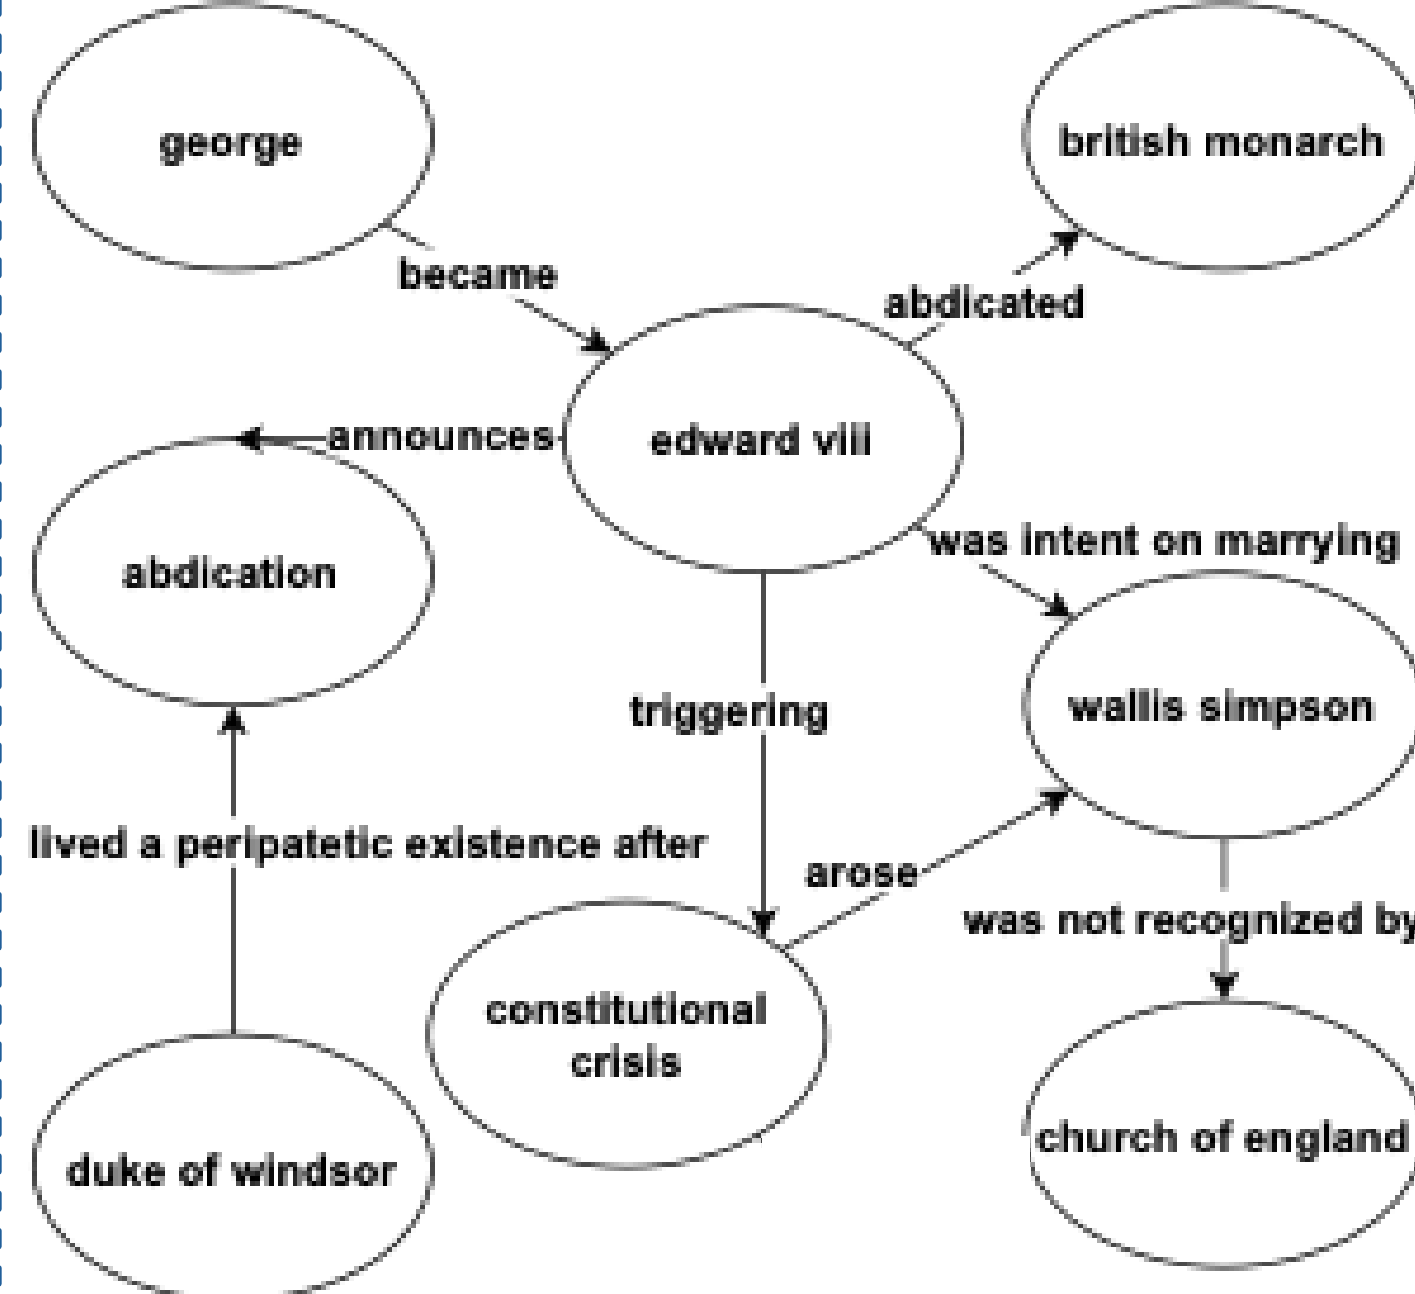 george
british monarch
became
abdicated
announces
edward viii
was intent on marrying
abdication
wallis simpson
triggering
lived a peripatetic existence after
arose
was not recognized by
constitutional
crisis
church of england
duke of windsor